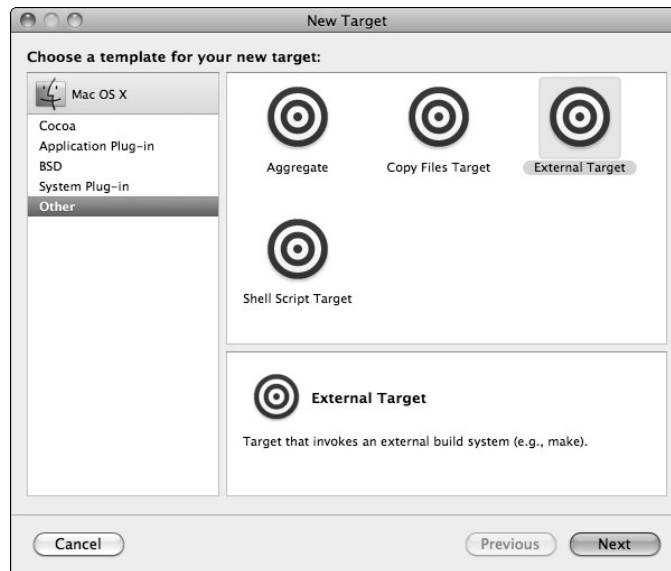 New Target
Choose a template for your new target:
Mac OS X
Cocoa
Application Plug-in
BSD
System Plug-in
Other
Aggregate
Copy Files Target
External Target
Shell Script Target
External Target
Target that invokes an external build system (e.g., make).
Cancel
Previous
Next